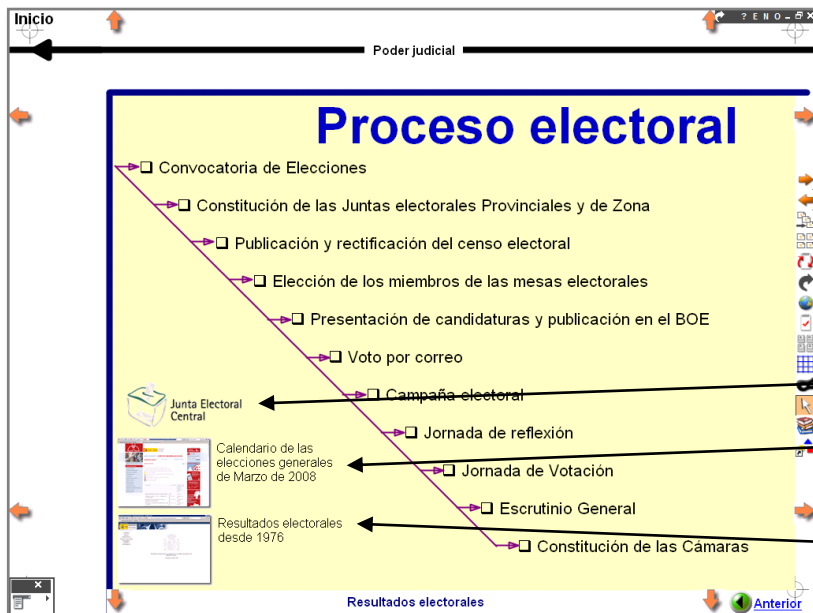 Inicio
? E N O
Poder judicial
Proceso electoral
Convocatoria de Elecciones
Constitución de las Juntas electorales Provinciales y de Zona
Publicación y rectificación del censo electoral
Elección de los miembros de las mesas electorales
Presentación de candidaturas y publicación en el BOE
Voto por correo
Campaña electoral
Jornada de reflexión
Jornada de Votación
Escrutinio General
Constitución de las Cámaras
Junta Electoral
Central
Calendario de las
elecciones generales
de Marzo de 2008
Resultados electorales
desde 1976
Resultados electorales
Anterior